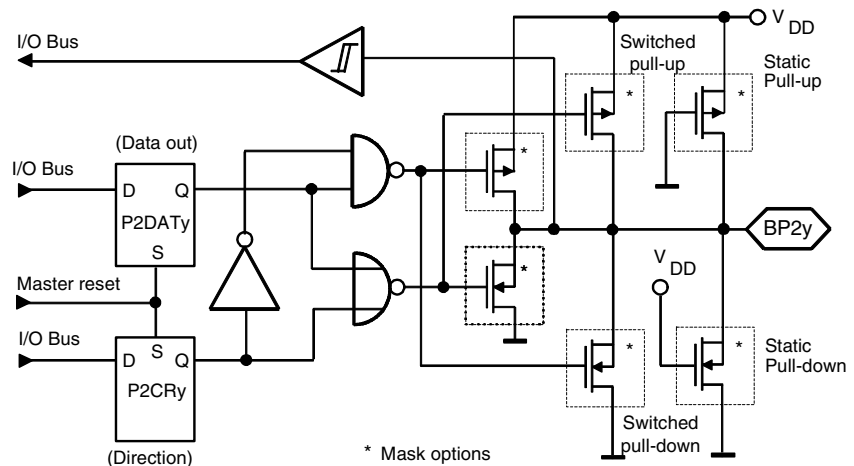 I/O Bus
V DD
Switched
pull-up
Static
Pull-up
*
*
(Data out)
*
I/O Bus
D Q
P2DATy
S
BP2y
V DD
*
Master reset
I/O Bus
S
D Q
P2CRy
*
*
Static
Pull-down
Switched
pull-down
(Direction)
* Mask options